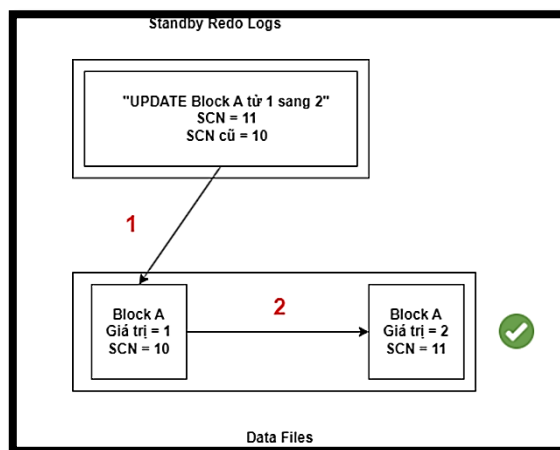 Standby Redo Logs
"UPDATE Block A từ 1 sang 2"
SCN = 11
SCN cũ = 10
1
Block A
Giá trị = 1
SCN = 10
2
Block A
Giá trị = 2
SCN = 11
Data Files